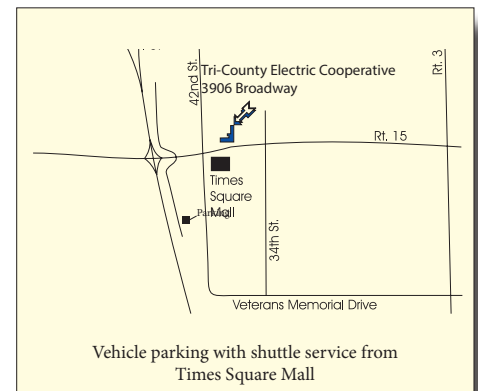 42nd St.
Tri-County Electric Cooperative
3906 Broadway
Rt. 3
Rt. 15
Times
Square
Mall
Parking
34th St.
Veterans Memorial Drive
Vehicle parking with shuttle service from
Times Square Mall